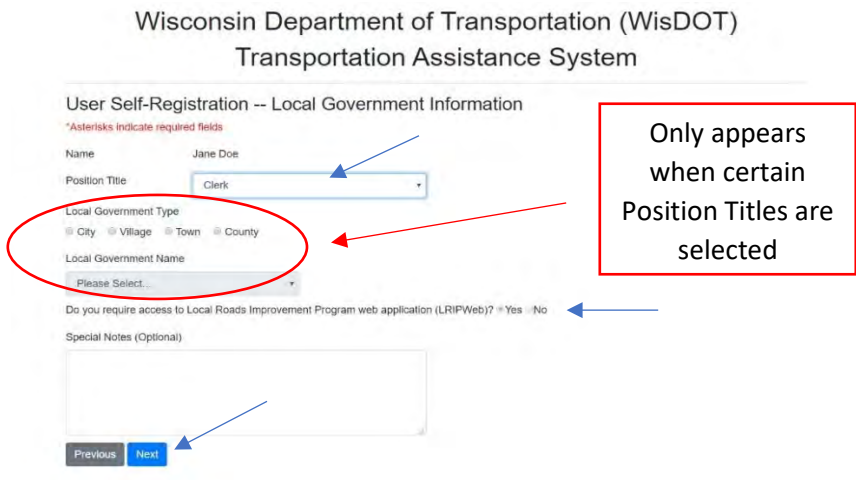 Wisconsin Department of Transportation (WisDOT)
Transportation Assistance System
User Self-Registration -- Local Government Information
*Asterisks indicate required fields
Name Jane Doe
Position Title Clerk
Local Government Type
City Village Town County
Local Government Name
Please Select...
Do you require access to Local Roads Improvement Program web application (LRIPWeb)? Yes No
Special Notes (Optional)
Previous Next
Only appears
when certain
Position Titles are
selected